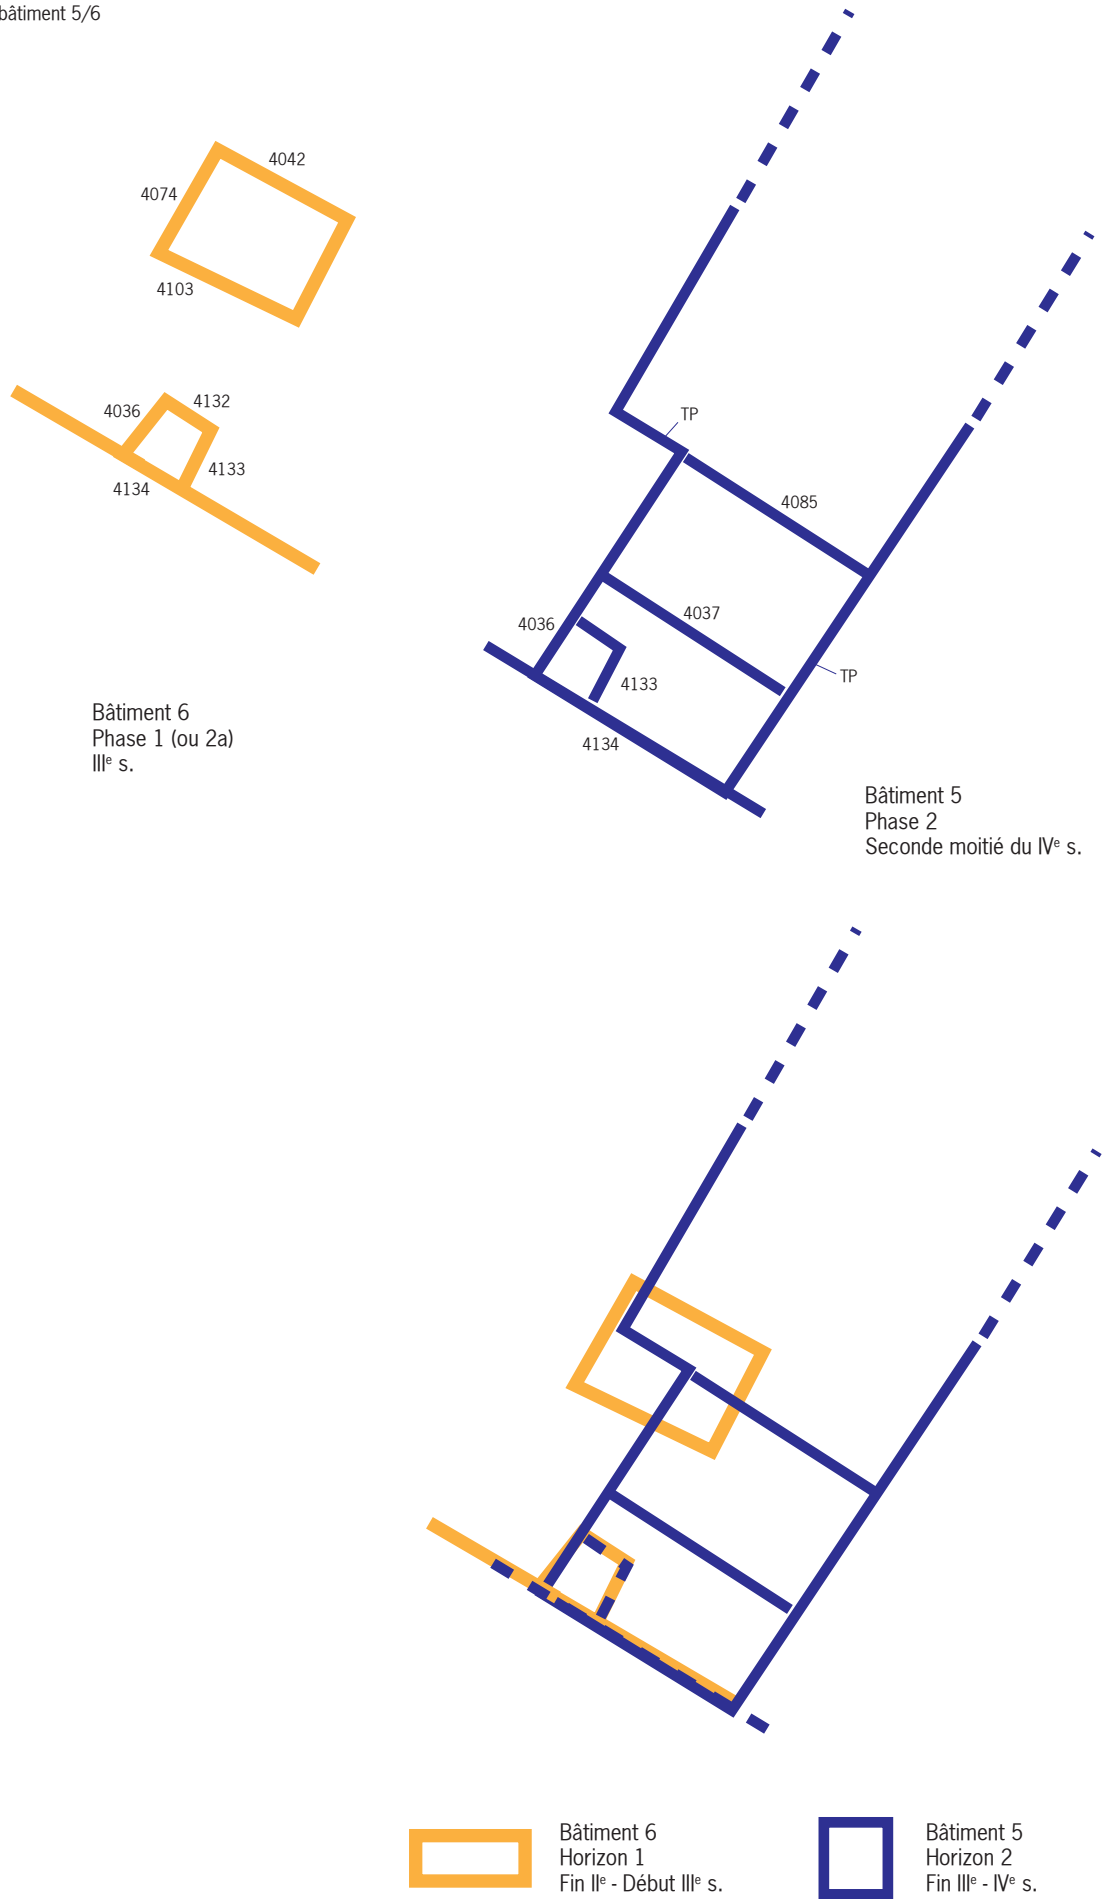 bâtiment 5/6
4042
4074
4103
4036
4132
4133
4134
Bâtiment 6
Phase 1 (ou 2a)
IIIe s.
TP
4085
4037
4036
4133
TP
4134
Bâtiment 5
Phase 2
Seconde moitié du IVe s.
Bâtiment 6
Horizon 1
Fin IIe - Début IIIe s.
Bâtiment 5
Horizon 2
Fin IIIe - IVe s.